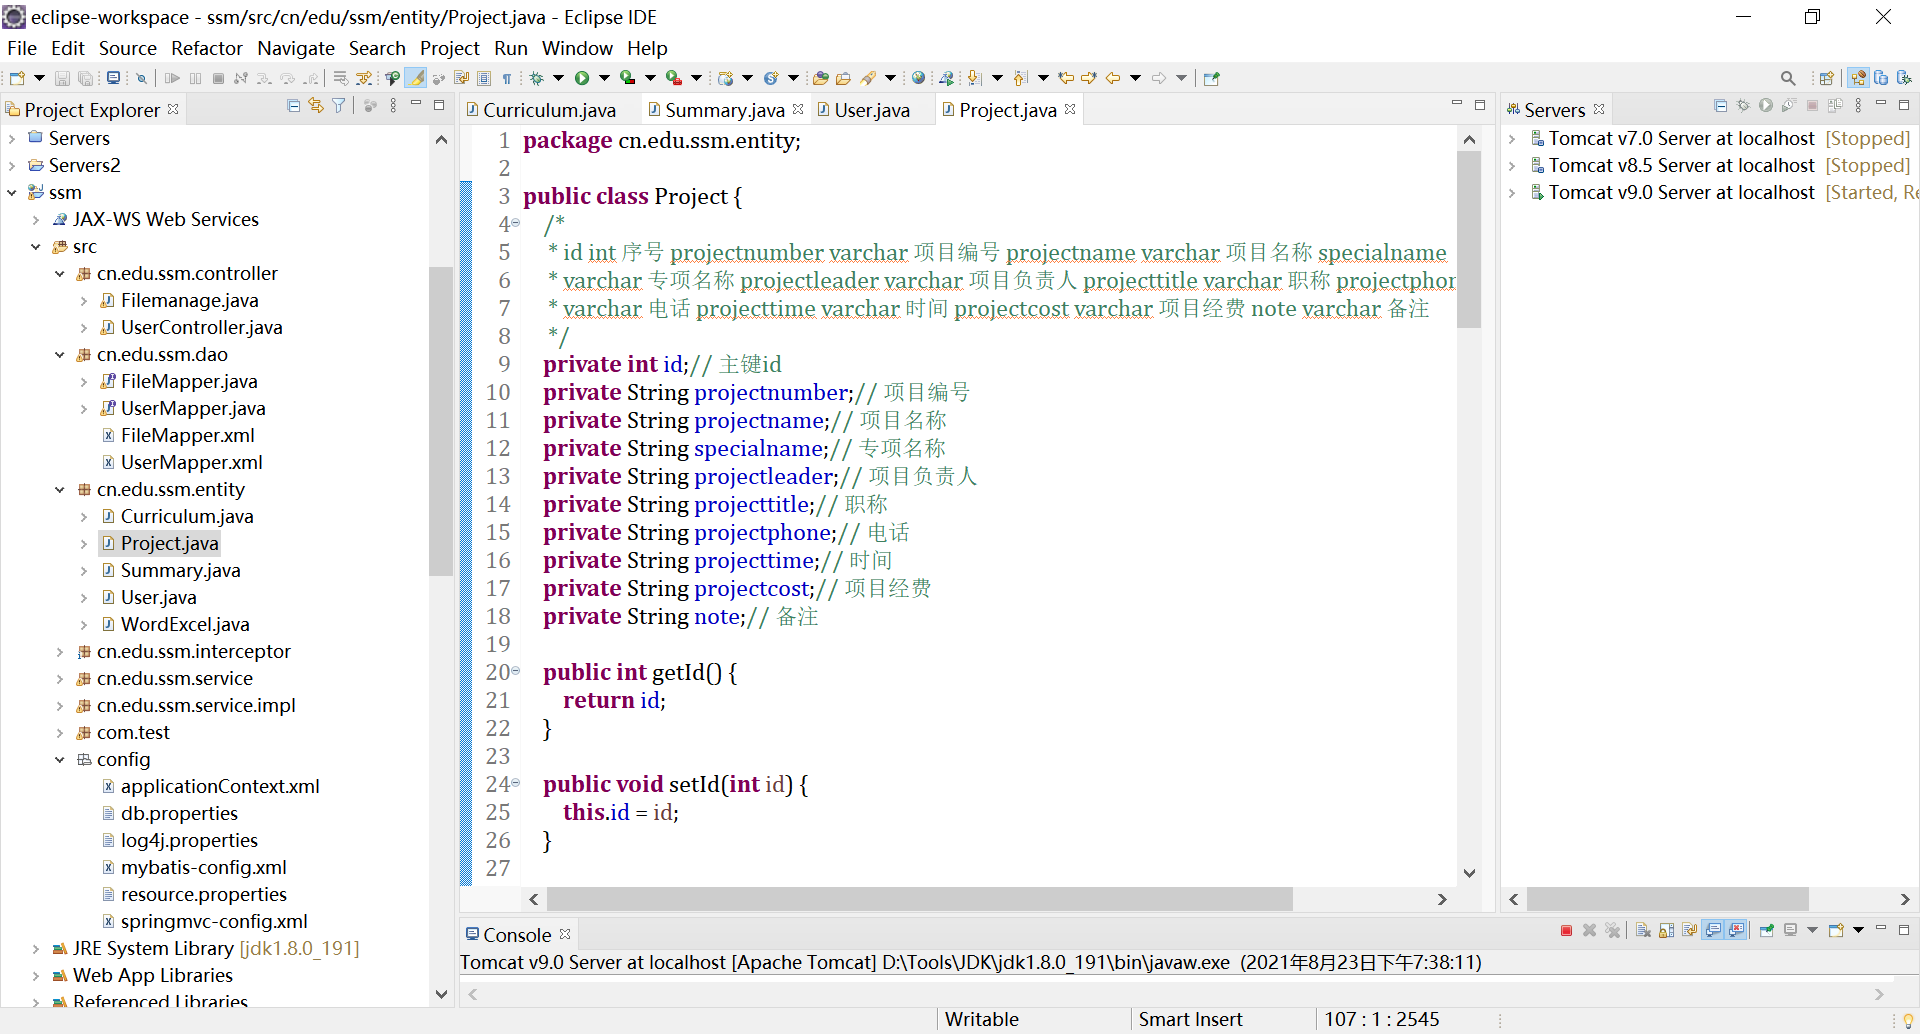 eclipse-workspace - ssm/src/cn/edu/ssm/entity/Project.java - Eclipse IDE
File Edit Source Refactor Navigate Search Project Run Window Help
Project Explorer
Servers
Servers2
ssm
JAX-WS Web Services
src
cn.edu.ssm.controller
Filemanage.java
UserController.java
cn.edu.ssm.dao
FileMapper.java
UserMapper.java
FileMapper.xml
UserMapper.xml
cn.edu.ssm.entity
Curriculum.java
Project.java
Summary.java
User.java
WordExcel.java
cn.edu.ssm.interceptor
cn.edu.ssm.service
cn.edu.ssm.service.impl
com.test
config
applicationContext.xml
db.properties
log4j.properties
mybatis-config.xml
resource.properties
springmvc-config.xml
JRE System Library [jdk1.8.0_191]
Web App Libraries
Referenced Libraries
Curriculum.java Summary.java User.java Project.java
1 package cn.edu.ssm.entity;
2
3 public class Project {
4 /*
5 * id int 序号 projectnumber varchar 项目编号 projectname varchar 项目名称 specialname
6 * varchar 专项名称 projectleader varchar 项目负责人 projecttitle varchar 职称 projectphon
7 * varchar 电话 projecttime varchar 时间 projectcost varchar 项目经费 note varchar 备注
8 */
9 private int id;// 主键id
10 private String projectnumber;// 项目编号
11 private String projectname;// 项目名称
12 private String specialname;// 专项名称
13 private String projectleader;// 项目负责人
14 private String projecttitle;// 职称
15 private String projectphone;// 电话
16 private String projecttime;// 时间
17 private String projectcost;// 项目经费
18 private String note;// 备注
19
20 public int getId() {
21 return id;
22 }
23
24 public void setId(int id) {
25 this.id = id;
26 }
27
Servers
Tomcat v7.0 Server at localhost [Stopped]
Tomcat v8.5 Server at localhost [Stopped]
Tomcat v9.0 Server at localhost [Started, Re
Console
Tomcat v9.0 Server at localhost [Apache Tomcat] D:\Tools\JDK\jdk1.8.0_191\bin\javaw.exe (2021年8月23日下午7:38:11)
Writable Smart Insert 107 : 1 : 2545